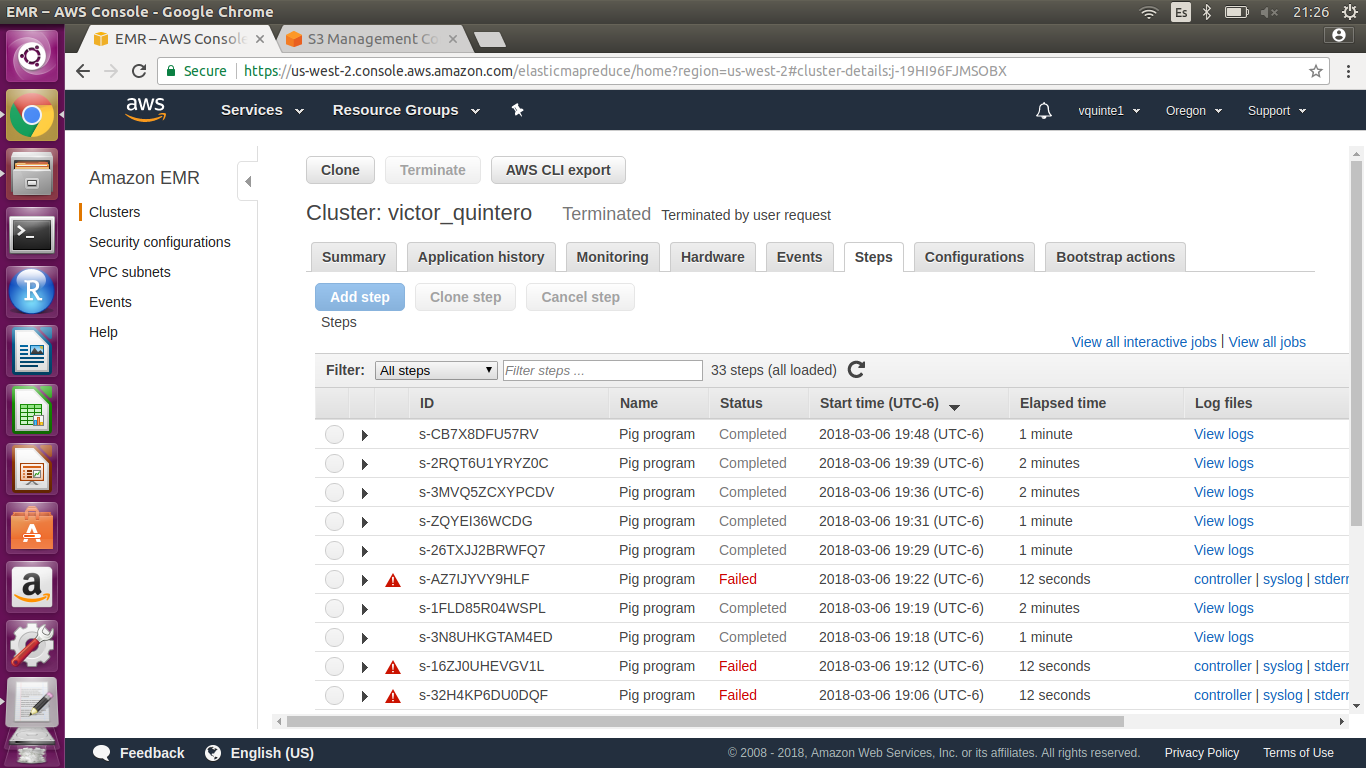 EMR – AWS Console - Google Chrome Es 21:26
EMR – AWS Console S3 Management Co
Secure https://us-west-2.console.aws.amazon.com/elasticmapreduce/home?region=us-west-2#cluster-details:j-19HI96FJMSOBX
aws Services Resource Groups vquinte1 Oregon Support
Amazon EMR
Clusters
Security configurations
VPC subnets
Events
Help
Clone Terminate AWS CLI export
Cluster: victor_quintero Terminated Terminated by user request
Summary Application history Monitoring Hardware Events Steps Configurations Bootstrap actions
Add step Clone step Cancel step
Steps
View all interactive jobs | View all jobs
Filter: All steps Filter steps ... 33 steps (all loaded)
ID Name Status Start time (UTC-6) Elapsed time Log files
s-CB7X8DFU57RV Pig program Completed 2018-03-06 19:48 (UTC-6) 1 minute View logs
s-2RQT6U1YRYZ0C Pig program Completed 2018-03-06 19:39 (UTC-6) 2 minutes View logs
s-3MVQ5ZCXYPCDV Pig program Completed 2018-03-06 19:36 (UTC-6) 2 minutes View logs
s-ZQYEI36WCDG Pig program Completed 2018-03-06 19:31 (UTC-6) 1 minute View logs
s-26TXJJ2BRWFQ7 Pig program Completed 2018-03-06 19:29 (UTC-6) 1 minute View logs
s-AZ7IJYVY9HLF Pig program Failed 2018-03-06 19:22 (UTC-6) 12 seconds controller | syslog | stderr
s-1FLD85R04WSPL Pig program Completed 2018-03-06 19:19 (UTC-6) 2 minutes View logs
s-3N8UHKGTAM4ED Pig program Completed 2018-03-06 19:18 (UTC-6) 1 minute View logs
s-16ZJ0UHEVGV1L Pig program Failed 2018-03-06 19:12 (UTC-6) 12 seconds controller | syslog | stderr
s-32H4KP6DU0DQF Pig program Failed 2018-03-06 19:06 (UTC-6) 12 seconds controller | syslog | stderr
Feedback English (US) © 2008 - 2018, Amazon Web Services, Inc. or its affiliates. All rights reserved. Privacy Policy Terms of Use